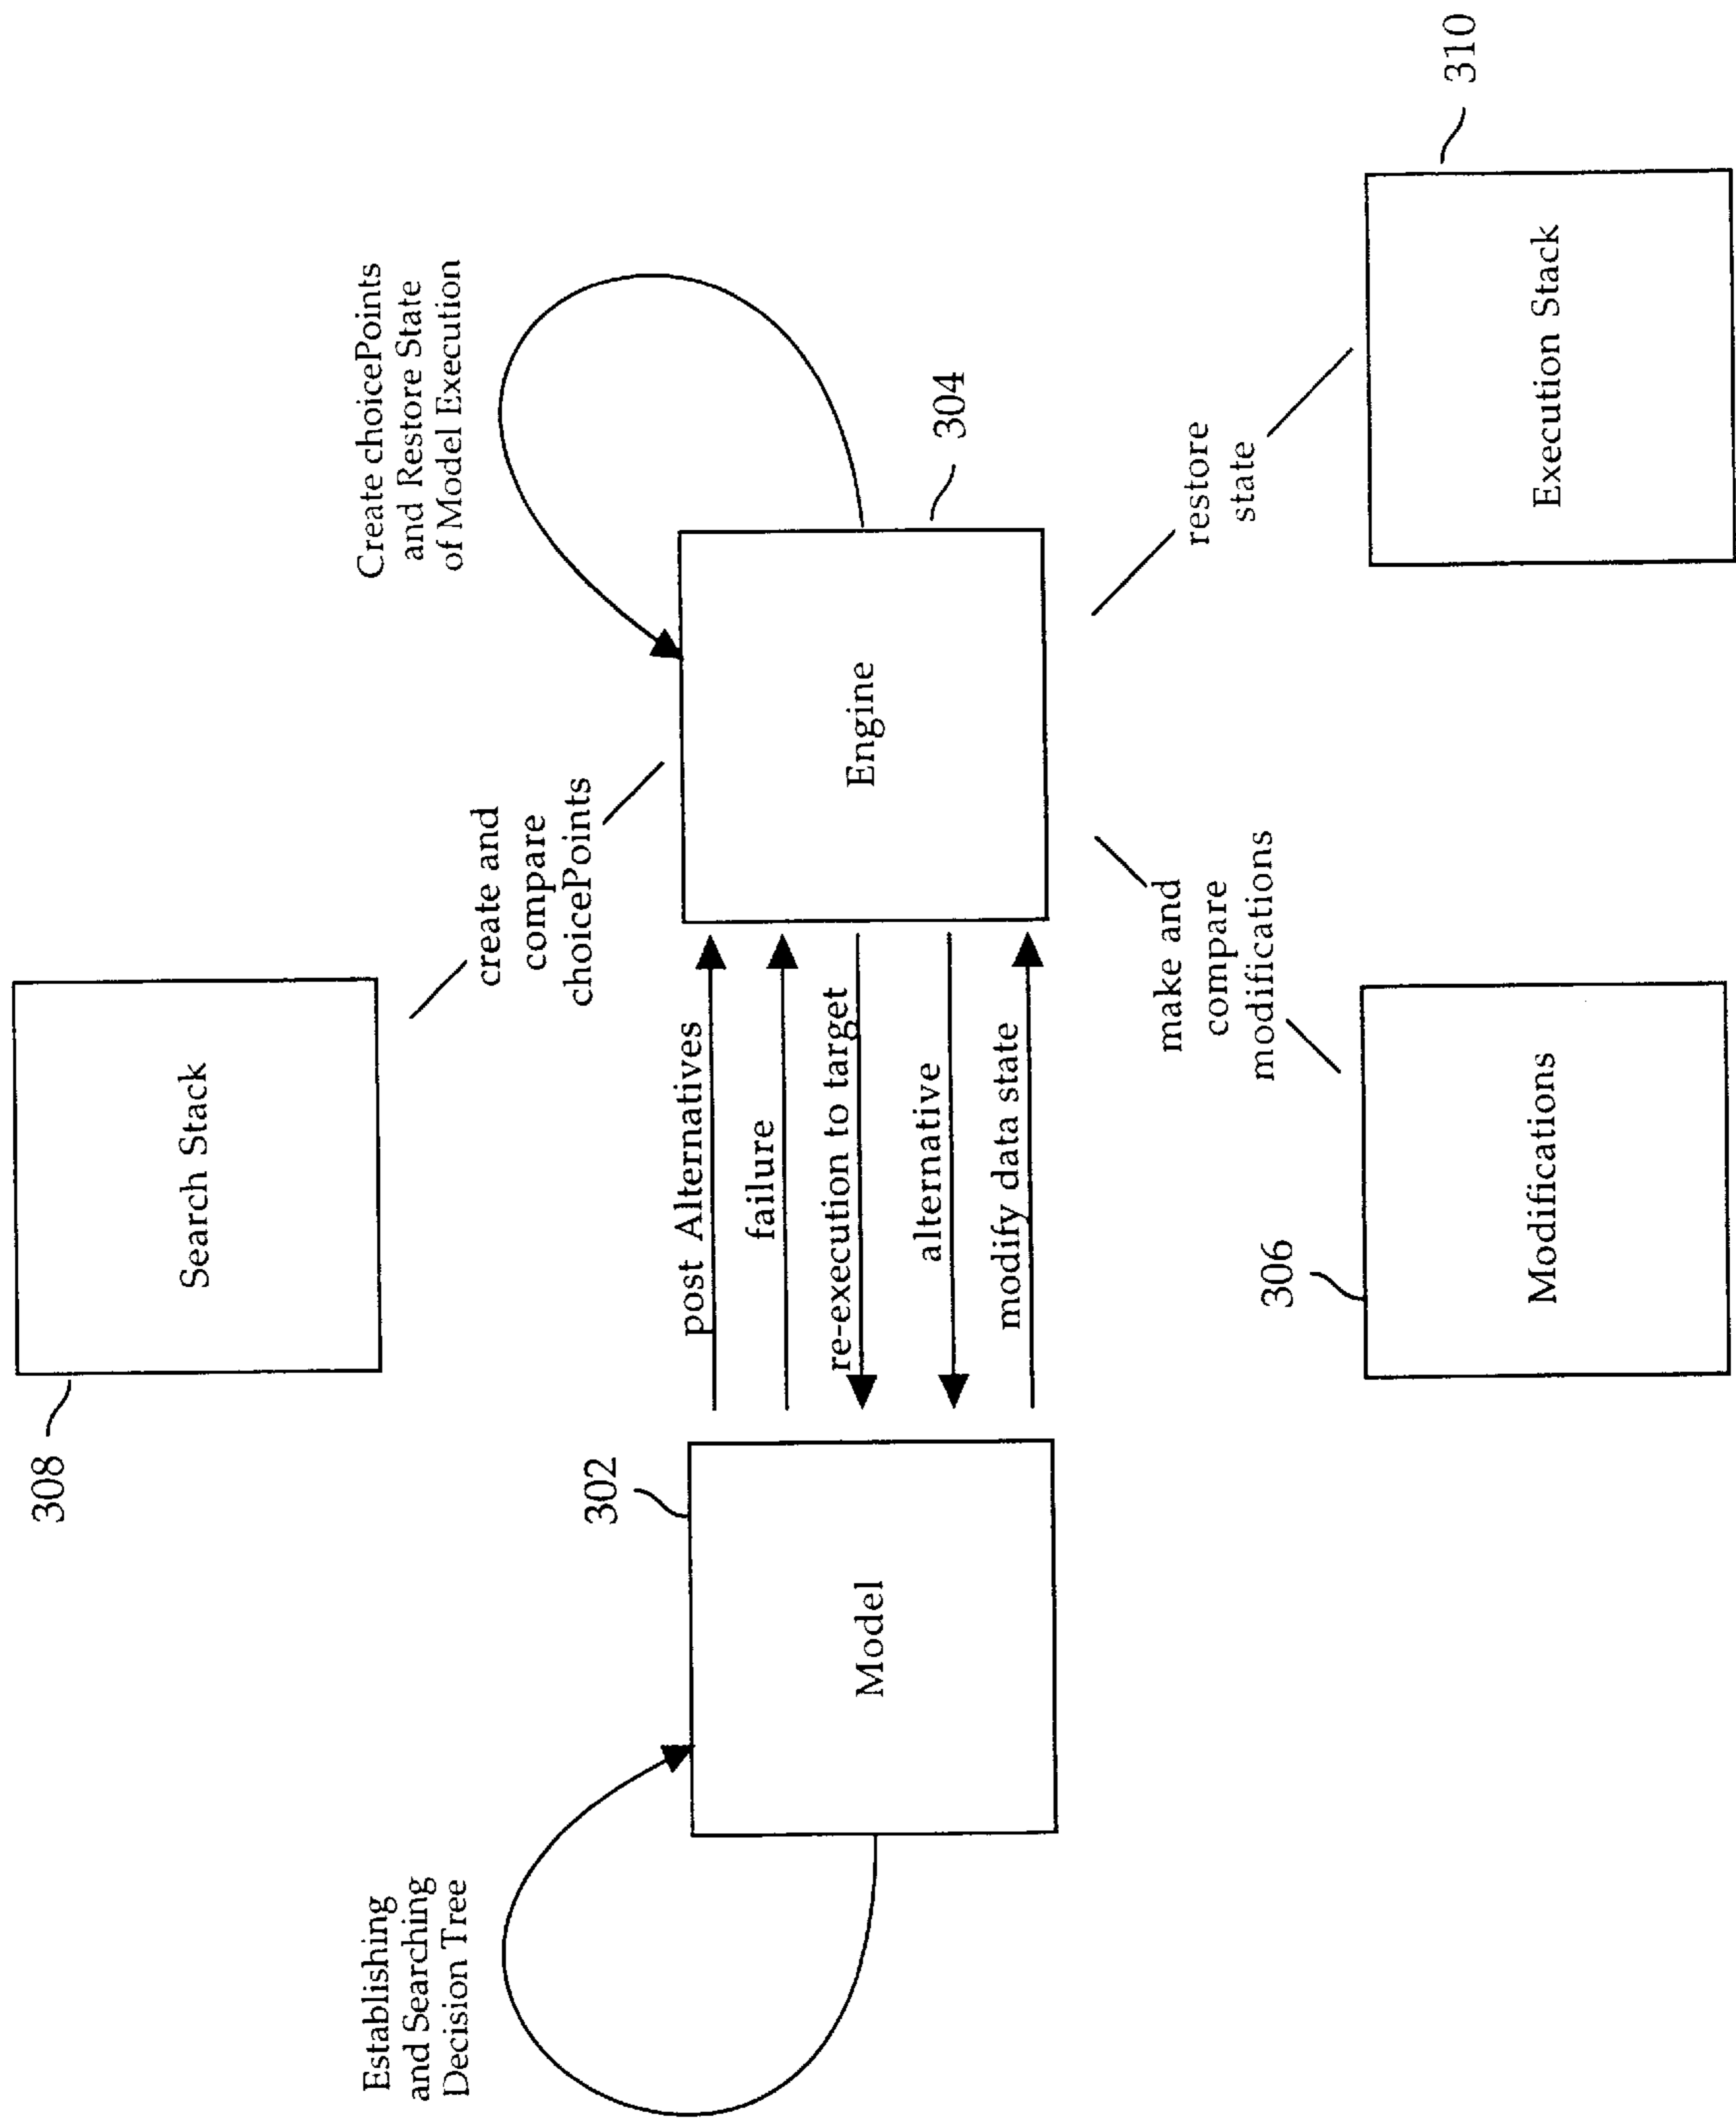 308
Search Stack
Establishing
and Searching
Decision Tree
Create choicePoints
and Restore State
of Model Execution
create and
compare
choicePoints
302
Model
post Alternatives
failure
re-execution to target
alternative
modify data state
Engine
304
make and
compare
modifications
restore
state
306
Modifications
Execution Stack
310